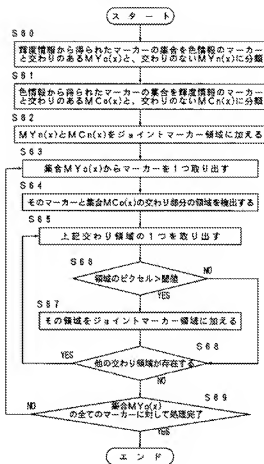 スタート
S60
輝度情報から得られたマーカーの集合を色情報のマーカー
と交わりのあるMYo(x)と、交わりのないMYn(x)に分類
S61
色情報から得られたマーカーの集合を輝度情報のマーカー
と交わりのあるMCo(x)と、交わりのないMCn(x)に分類
S62
MYn(x)とMCn(x)をジョイントマーカー領域に加える
S63
集合MYo(x)からマーカーを1つ取り出す
S64
そのマーカーと集合MCo(x)の交わり部分の領域を検出する
S65
上記交わり領域の1つを取り出す
S66
領域のピクセル>閾値
NO
YES
S67
その領域をジョイントマーカー領域に加える
S68
YES
他の交わり領域が存在する
NO
S69
NO
集合MYo(x)
の全てのマーカーに対して処理完了
YES
エンド